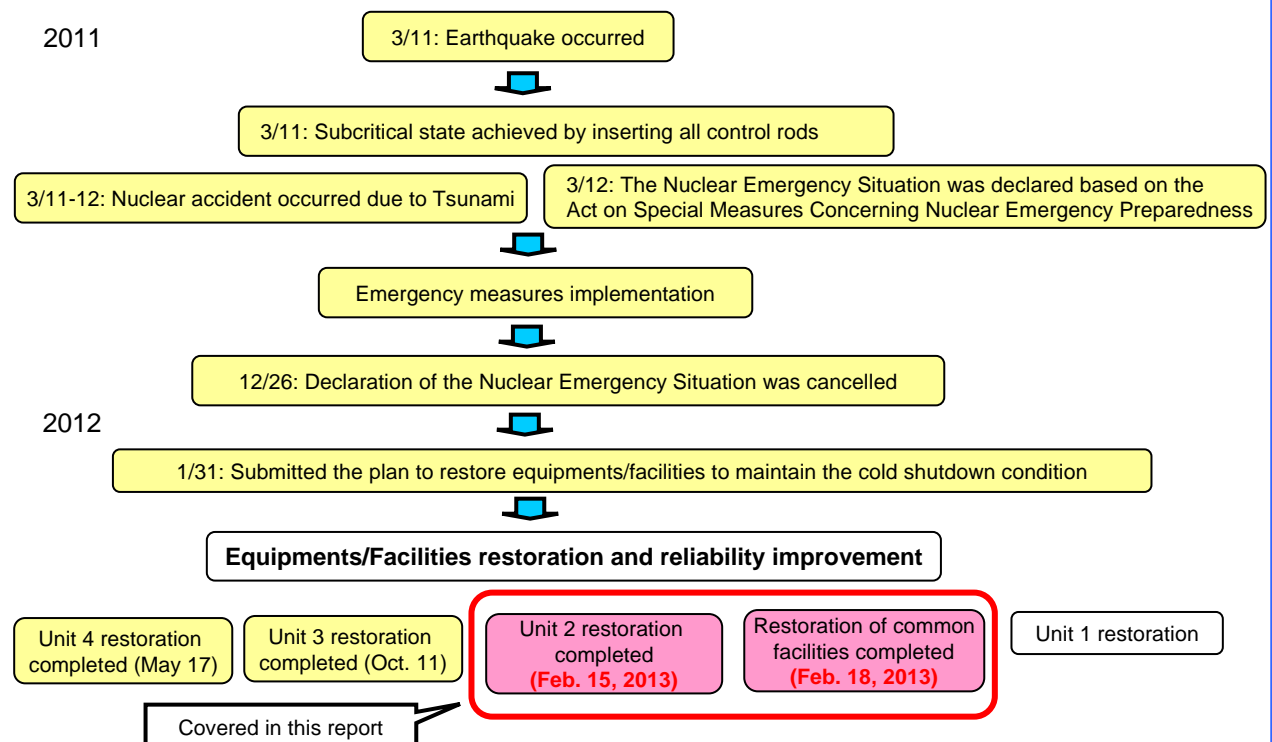 2011
3/11: Earthquake occurred
3/11: Subcritical state achieved by inserting all control rods
3/11-12: Nuclear accident occurred due to Tsunami
3/12: The Nuclear Emergency Situation was declared based on the
Act on Special Measures Concerning Nuclear Emergency Preparedness
Emergency measures implementation
12/26: Declaration of the Nuclear Emergency Situation was cancelled
2012
1/31: Submitted the plan to restore equipments/facilities to maintain the cold shutdown condition
Equipments/Facilities restoration and reliability improvement
Unit 4 restoration
completed (May 17)
Unit 3 restoration
completed (Oct. 11)
Unit 2 restoration
completed
(Feb. 15, 2013)
Restoration of common
facilities completed
(Feb. 18, 2013)
Unit 1 restoration
Covered in this report